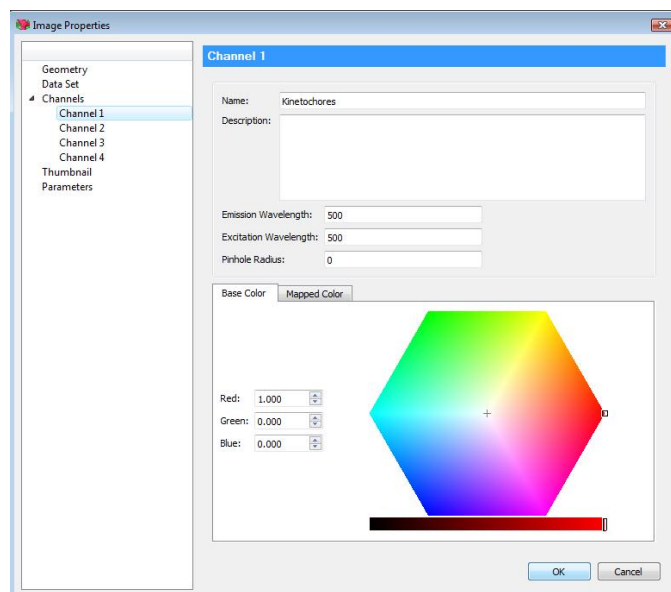 Image Properties
Geometry
Data Set
Channels
Channel 1
Channel 2
Channel 3
Channel 4
Thumbnail
Parameters
Channel 1
Name: Kinetochores
Description:
Emission Wavelength: 500
Excitation Wavelength: 500
Pinhole Radius: 0
Base Color Mapped Color
Red: 1.000
Green: 0.000
Blue: 0.000
OK Cancel